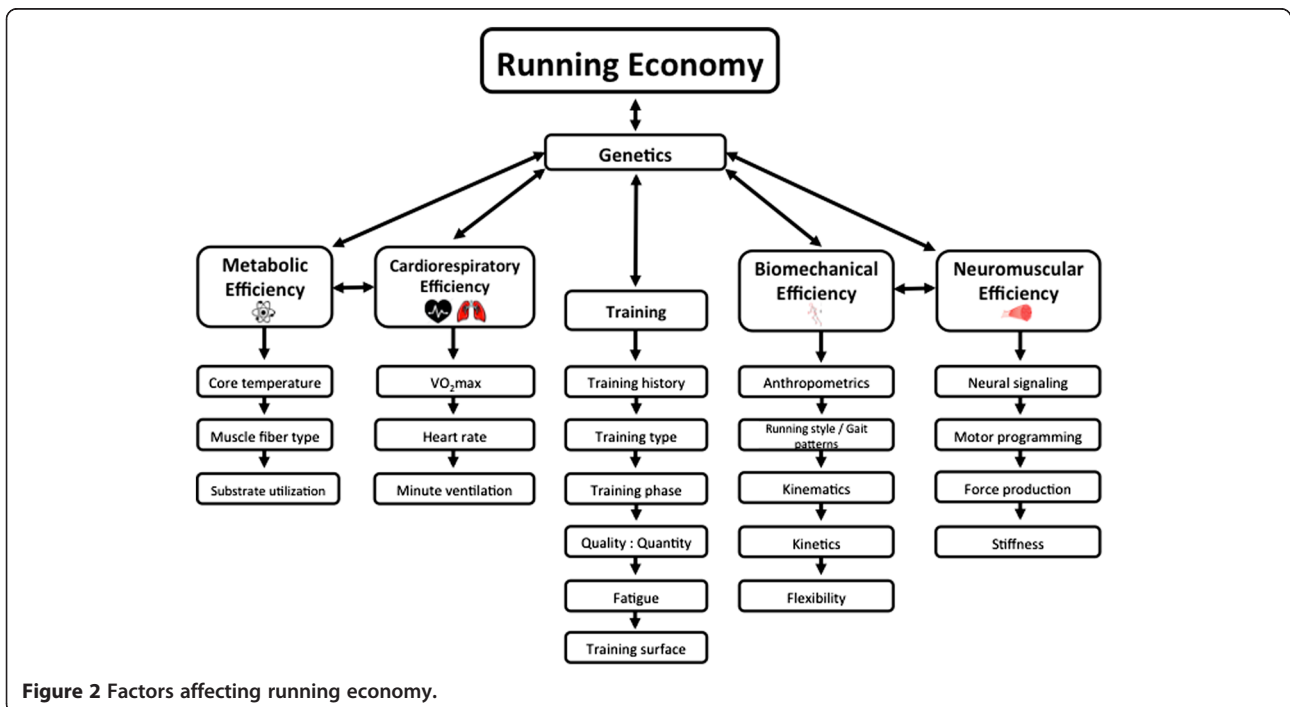 Running Economy
Genetics
Metabolic
Efficiency
Cardiorespiratory
Efficiency
Training
Biomechanical
Efficiency
Neuromuscular
Efficiency
Core temperature
Muscle fiber type
Substrate utilization
VO₂max
Heart rate
Minute ventilation
Training history
Training type
Training phase
Quality : Quantity
Fatigue
Training surface
Anthropometrics
Running style / Gait
patterns
Kinematics
Kinetics
Flexibility
Neural signaling
Motor programming
Force production
Stiffness
Figure 2 Factors affecting running economy.